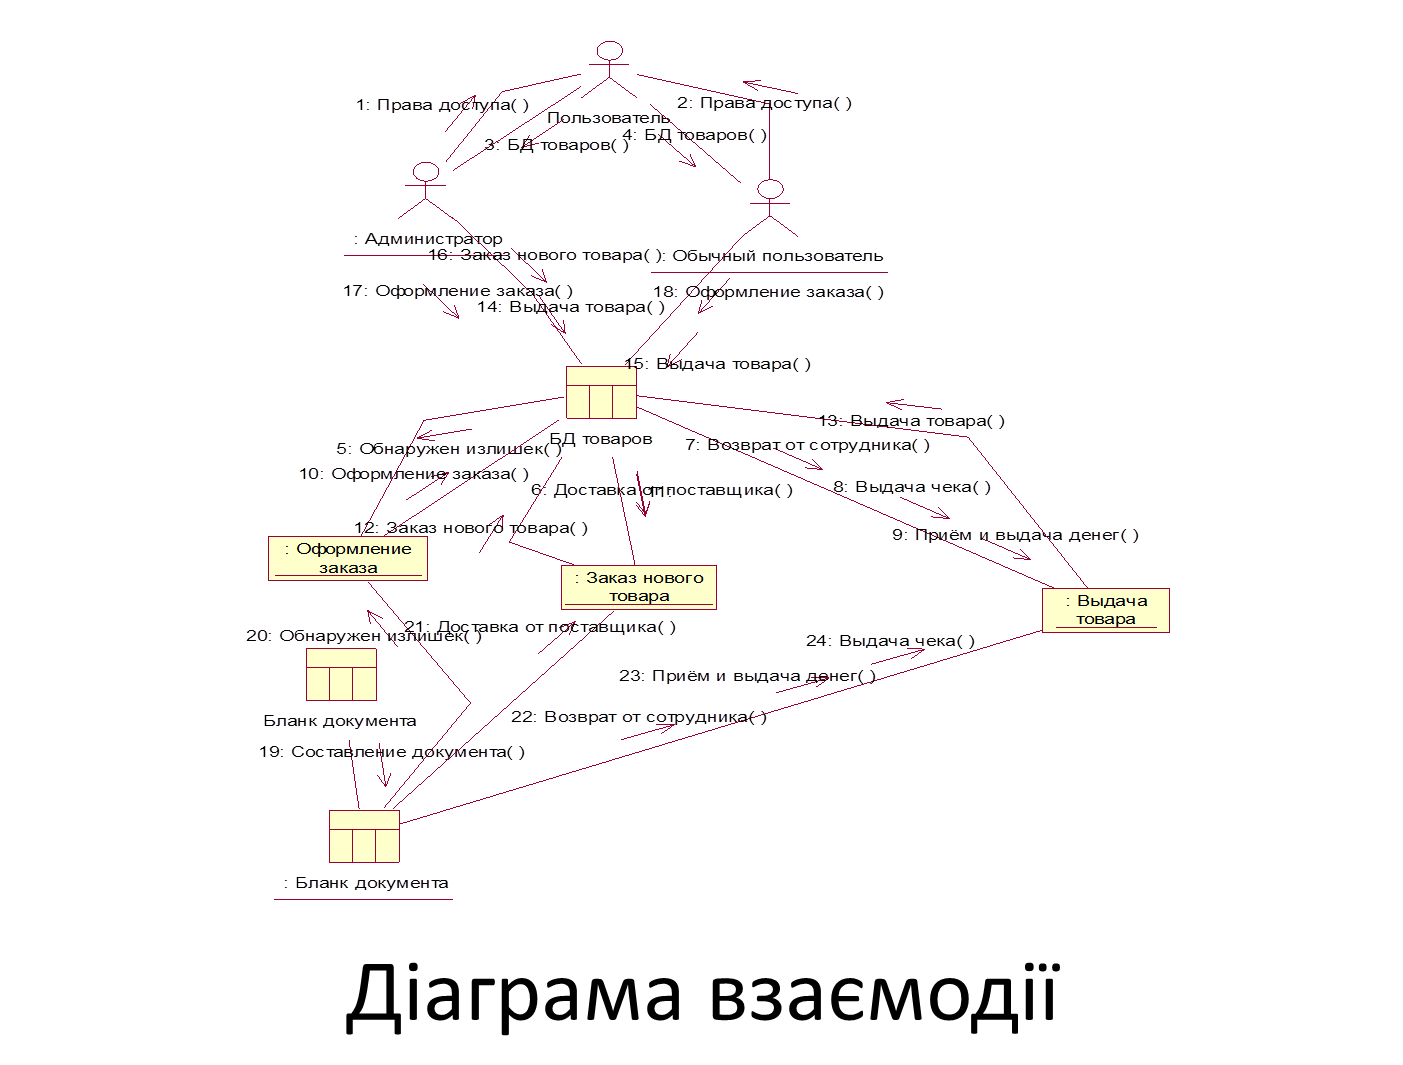 1: Права доступа( )
2: Права доступа( )
Пользователь
3: БД товаров( )
4: БД товаров( )
: Администратор
16: Заказ нового товара( )
: Обычный пользователь
17: Оформление заказа( )
18: Оформление заказа( )
14: Выдача товара( )
15: Выдача товара( )
13: Выдача товара( )
БД товаров
5: Обнаружен излишек( )
7: Возврат от сотрудника( )
10: Оформление заказа( )
6: Доставка от поставщика( )
11:
8: Выдача чека( )
12: Заказ нового товара( )
9: Приём и выдача денег( )
: Оформление
заказа
: Заказ нового
товара
: Выдача
товара
21: Доставка от поставщика( )
20: Обнаружен излишек( )
24: Выдача чека( )
23: Приём и выдача денег( )
Бланк документа
22: Возврат от сотрудника( )
19: Составление документа( )
: Бланк документа
Діаграма взаємодії